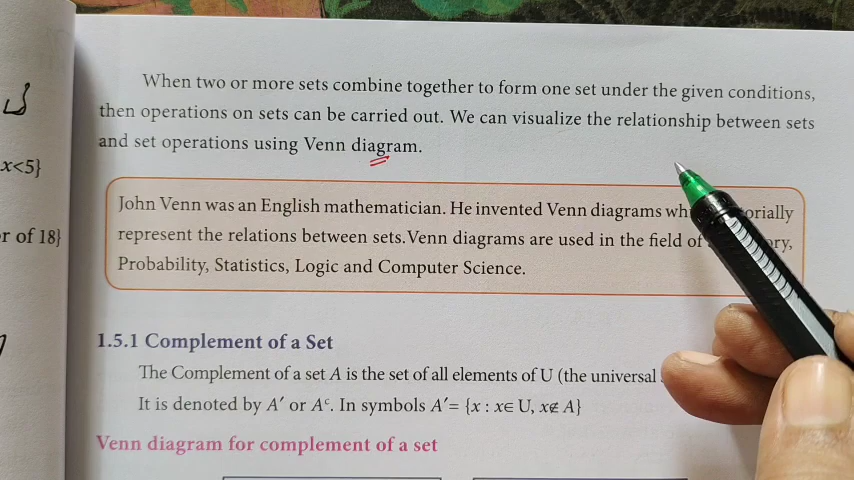 x<5}
r of 18}
When two or more sets combine together to form one set under the given conditions,
then operations on sets can be carried out. We can visualize the relationship between sets
and set operations using Venn diagram.
John Venn was an English mathematician. He invented Venn diagrams
represent the relations between sets.Venn diagrams are used in the field of
Probability, Statistics, Logic and Computer Science.
1.5.1 Complement of a Set
The Complement of a set A is the set of all elements of U (the universal
It is denoted by A′ or Aᶜ. In symbols A′= {x : x∈ U, x∉ A}
Venn diagram for complement of a set